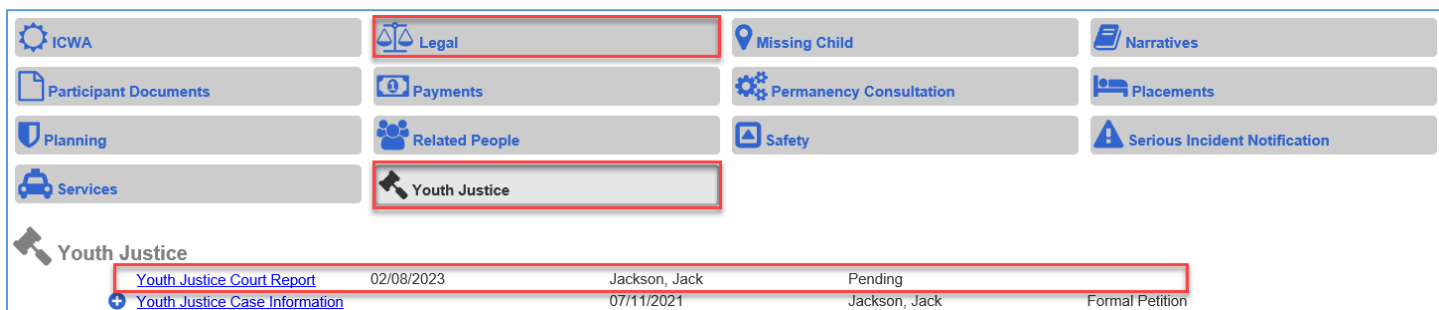 ICWA Legal Missing Child Narratives
Participant Documents Payments Permanency Consultation Placements
Planning Related People Safety Serious Incident Notification
Services Youth Justice
Youth Justice
Youth Justice Court Report 02/08/2023 Jackson, Jack Pending
Youth Justice Case Information 07/11/2021 Jackson, Jack Formal Petition